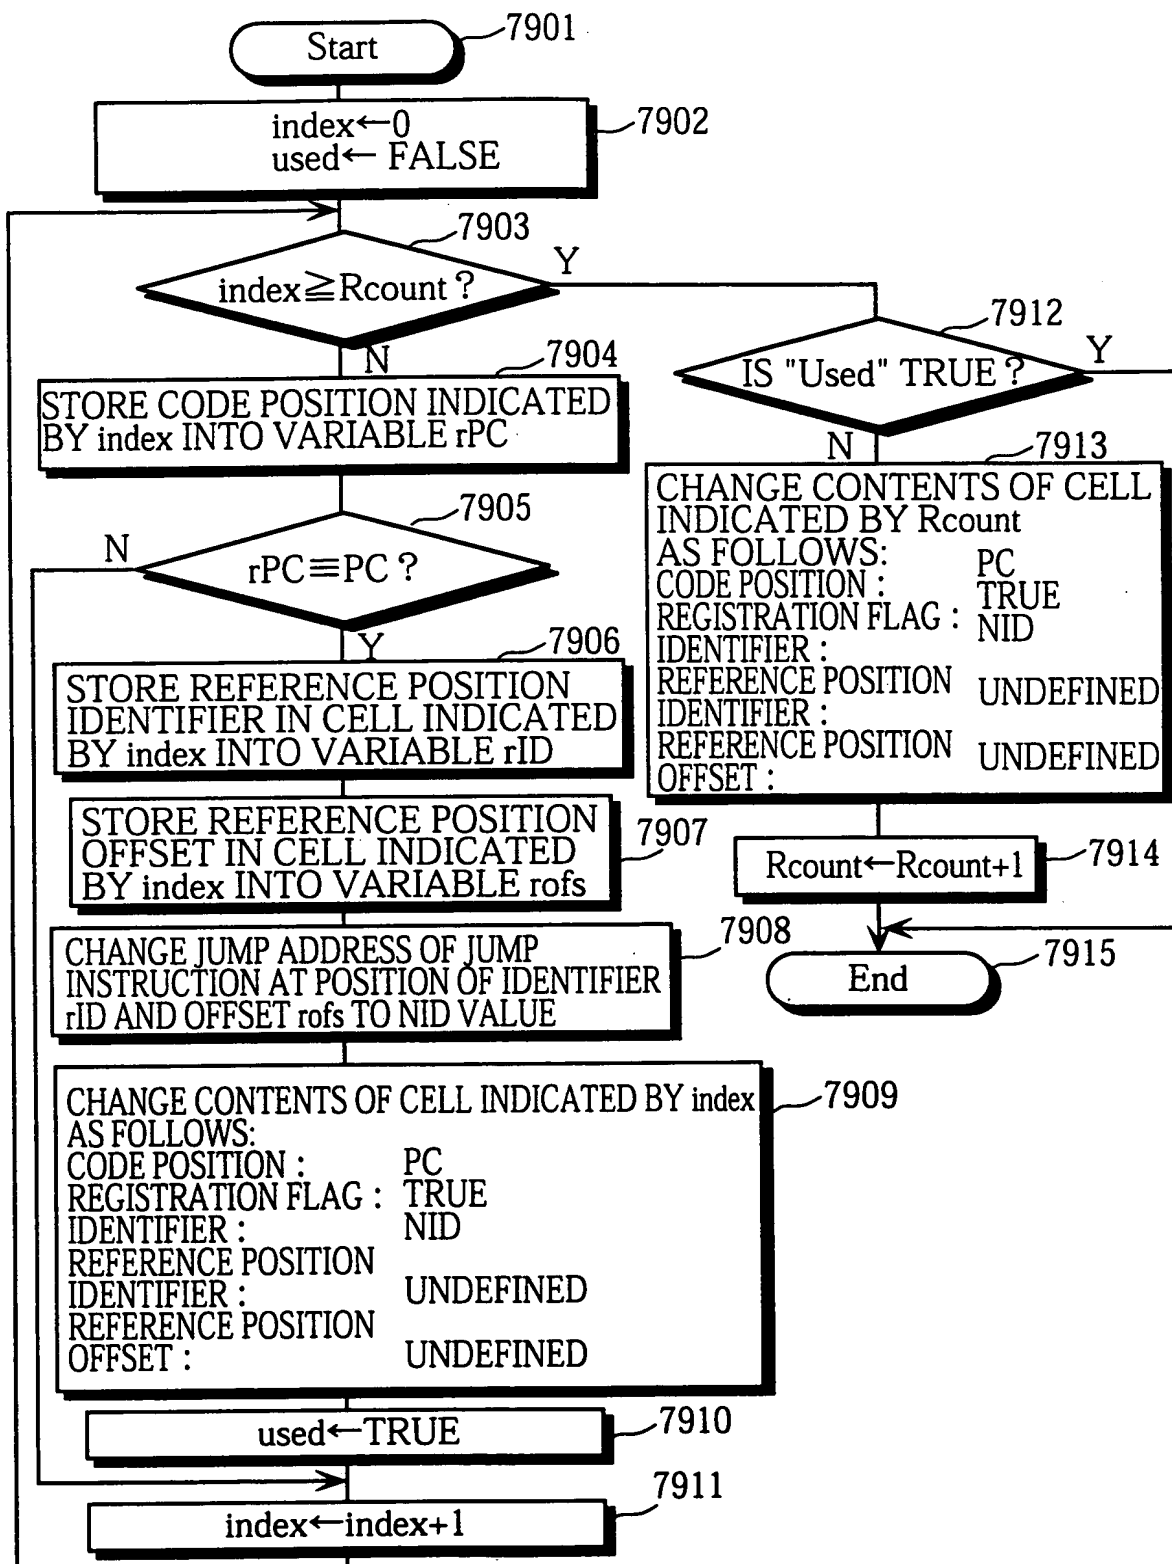 Start
7901
index←0
used← FALSE
7902
7903
index≧Rcount ?
Y
N
7904
STORE CODE POSITION INDICATED
BY index INTO VARIABLE rPC
7905
N
rPC≡PC ?
Y
7906
STORE REFERENCE POSITION
IDENTIFIER IN CELL INDICATED
BY index INTO VARIABLE rID
STORE REFERENCE POSITION
OFFSET IN CELL INDICATED
BY index INTO VARIABLE rofs
7907
7908
CHANGE JUMP ADDRESS OF JUMP
INSTRUCTION AT POSITION OF IDENTIFIER
rID AND OFFSET rofs TO NID VALUE
7909
CHANGE CONTENTS OF CELL INDICATED BY index
AS FOLLOWS:
CODE POSITION : PC
REGISTRATION FLAG : TRUE
IDENTIFIER : NID
REFERENCE POSITION
IDENTIFIER : UNDEFINED
REFERENCE POSITION
OFFSET : UNDEFINED
used←TRUE
7910
7911
index←index+1
7912
IS "Used" TRUE ?
Y
N
7913
CHANGE CONTENTS OF CELL
INDICATED BY Rcount
AS FOLLOWS:
CODE POSITION : PC
REGISTRATION FLAG : TRUE
IDENTIFIER : NID
REFERENCE POSITION
IDENTIFIER : UNDEFINED
REFERENCE POSITION
OFFSET : UNDEFINED
Rcount←Rcount+1
7914
7915
End